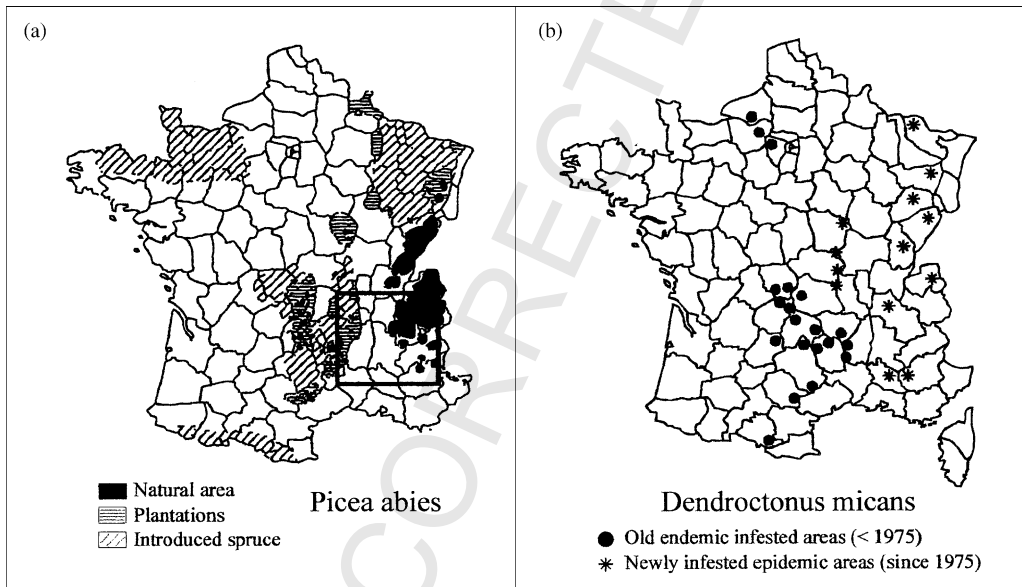 (a)
Natural area
Plantations
Introduced spruce
Picea abies
(b)
Dendroctonus micans
Old endemic infested areas (< 1975)
Newly infested epidemic areas (since 1975)
CORRECTE